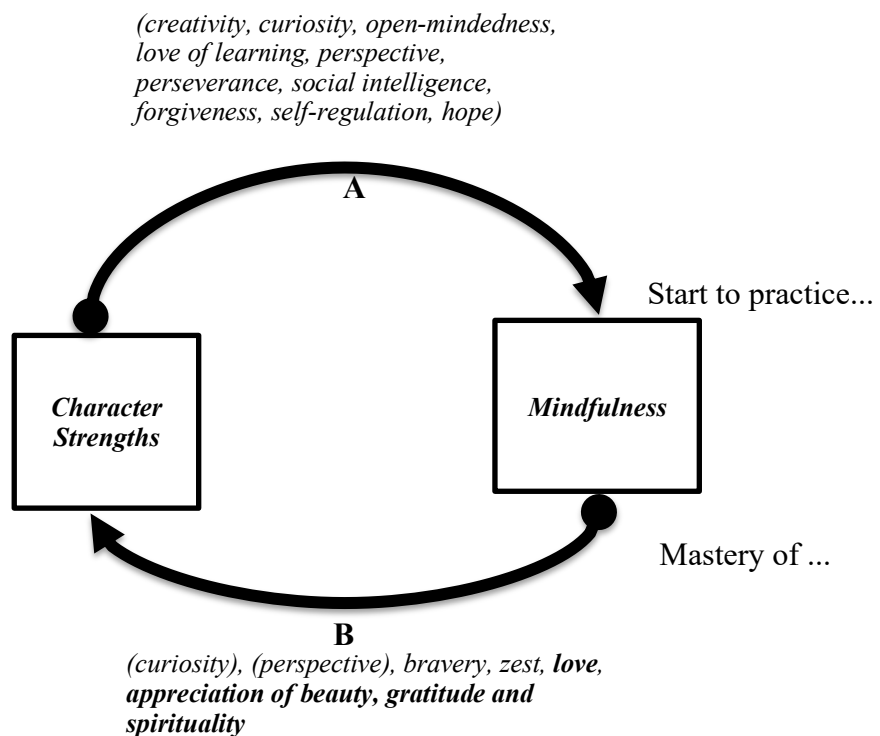 (creativity, curiosity, open-mindedness,
love of learning, perspective,
perseverance, social intelligence,
forgiveness, self-regulation, hope)
A
Start to practice...
Character
Strengths
Mindfulness
Mastery of ...
B
(curiosity), (perspective), bravery, zest, love,
appreciation of beauty, gratitude and
spirituality